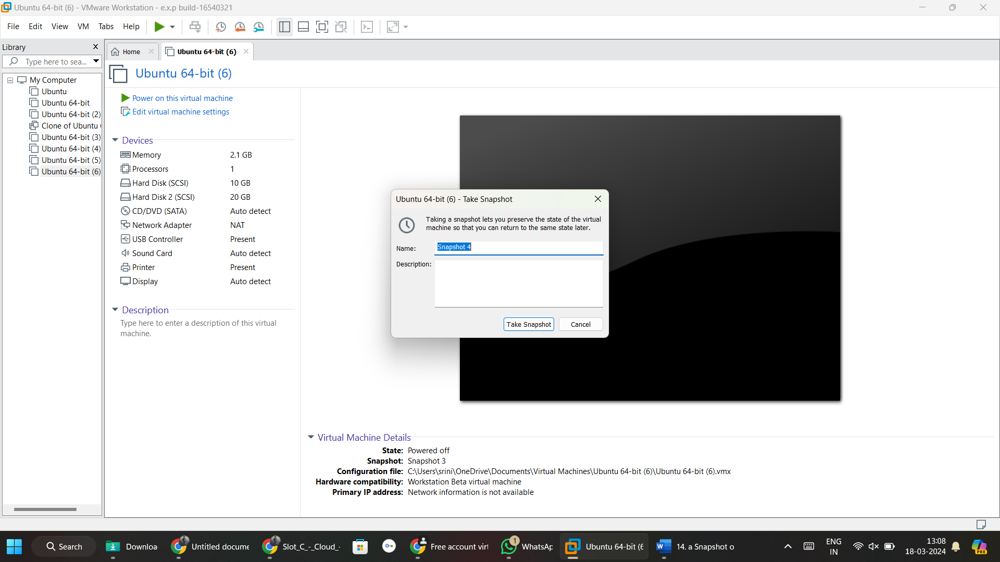 Ubuntu 64-bit (6) - VMware Workstation - e.x.p build-16540321
File Edit View VM Tabs Help
Library
Type here to sea...
My Computer
Ubuntu
Ubuntu 64-bit
Ubuntu 64-bit (2)
Clone of Ubuntu
Ubuntu 64-bit (3)
Ubuntu 64-bit (4)
Ubuntu 64-bit (5)
Ubuntu 64-bit (6)
Home
Ubuntu 64-bit (6)
Ubuntu 64-bit (6)
Power on this virtual machine
Edit virtual machine settings
Devices
Memory 2.1 GB
Processors 1
Hard Disk (SCSI) 10 GB
Hard Disk 2 (SCSI) 20 GB
CD/DVD (SATA) Auto detect
Network Adapter NAT
USB Controller Present
Sound Card Auto detect
Printer Present
Display Auto detect
Description
Type here to enter a description of this virtual
machine.
Ubuntu 64-bit (6) - Take Snapshot
Taking a snapshot lets you preserve the state of the virtual
machine so that you can return to the same state later.
Name: Snapshot 4
Description:
Take Snapshot Cancel
Virtual Machine Details
State: Powered off
Snapshot: Snapshot 3
Configuration file: C:\Users\srini\OneDrive\Documents\Virtual Machines\Ubuntu 64-bit (6)\Ubuntu 64-bit (6).vmx
Hardware compatibility: Workstation Beta virtual machine
Primary IP address: Network information is not available
Search
Downloa
Untitled docume
Slot_C_-_Cloud_-
Free account virt
1
WhatsAp
Ubuntu 64-bit (6
14. a Snapshot o
ENG
IN
13:08
18-03-2024
PRE